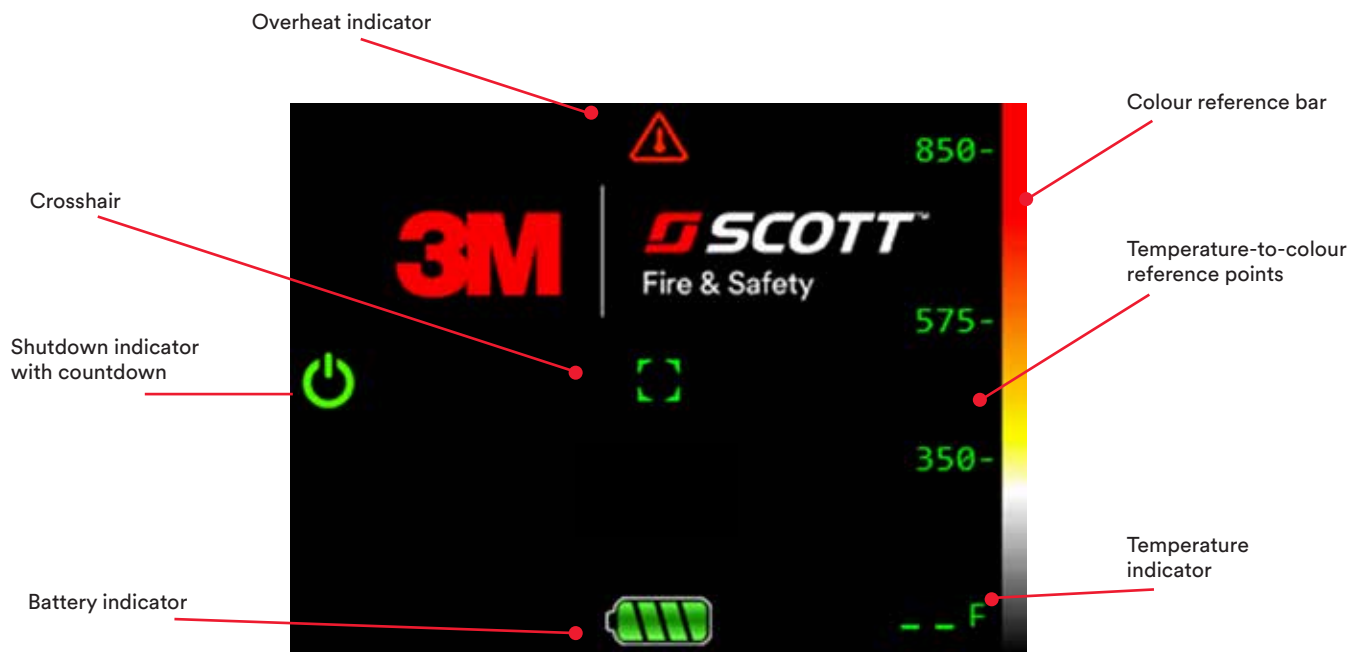 Overheat indicator
Colour reference bar
850-
Crosshair
3M
SCOTT™
Fire & Safety
Temperature-to-colour
reference points
575-
Shutdown indicator
with countdown
350-
Temperature
indicator
Battery indicator
_ _ F